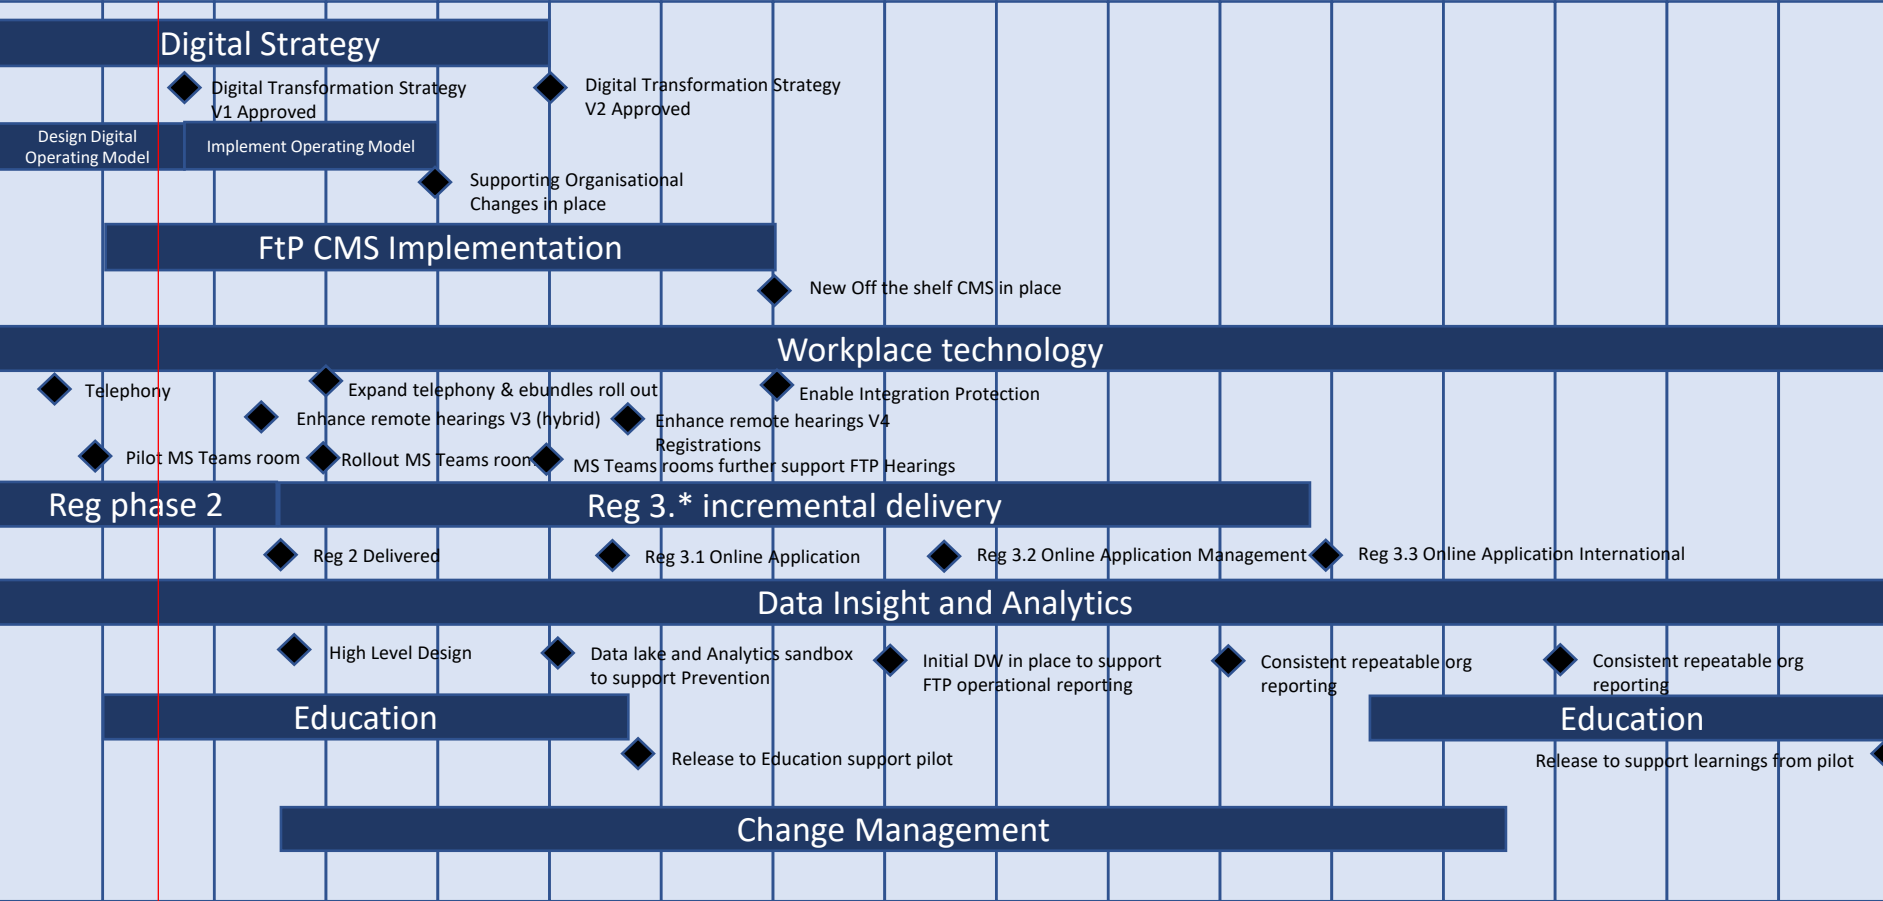 Digital Strategy
Digital Transformation Strategy
V1 Approved
Digital Transformation Strategy
V2 Approved
Design Digital
Operating Model
Implement Operating Model
Supporting Organisational
Changes in place
FtP CMS Implementation
New Off the shelf CMS in place
Workplace technology
Telephony
Expand telephony & ebundles roll out
Enable Integration Protection
Enhance remote hearings V3 (hybrid)
Enhance remote hearings V4
Registrations
Pilot MS Teams room
Rollout MS Teams room
MS Teams rooms further support FTP Hearings
Reg phase 2
Reg 3.* incremental delivery
Reg 2 Delivered
Reg 3.1 Online Application
Reg 3.2 Online Application Management
Reg 3.3 Online Application International
Data Insight and Analytics
High Level Design
Data lake and Analytics sandbox
to support Prevention
Initial DW in place to support
FTP operational reporting
Consistent repeatable org
reporting
Consistent repeatable org
reporting
Education
Education
Release to Education support pilot
Release to support learnings from pilot
Change Management